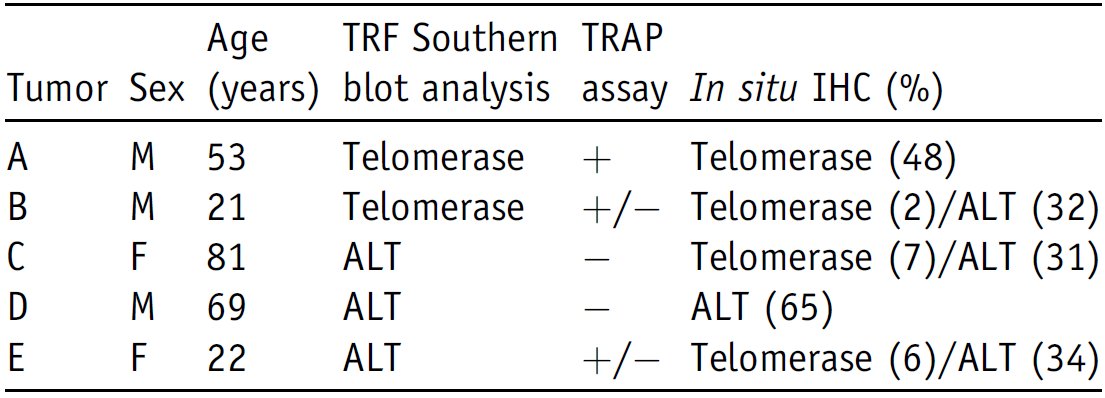 Age TRF Southern TRAP
Tumor Sex (years) blot analysis assay In situ IHC (%)
A M 53 Telomerase + Telomerase (48)
B M 21 Telomerase +/− Telomerase (2)/ALT (32)
C F 81 ALT − Telomerase (7)/ALT (31)
D M 69 ALT − ALT (65)
E F 22 ALT +/− Telomerase (6)/ALT (34)